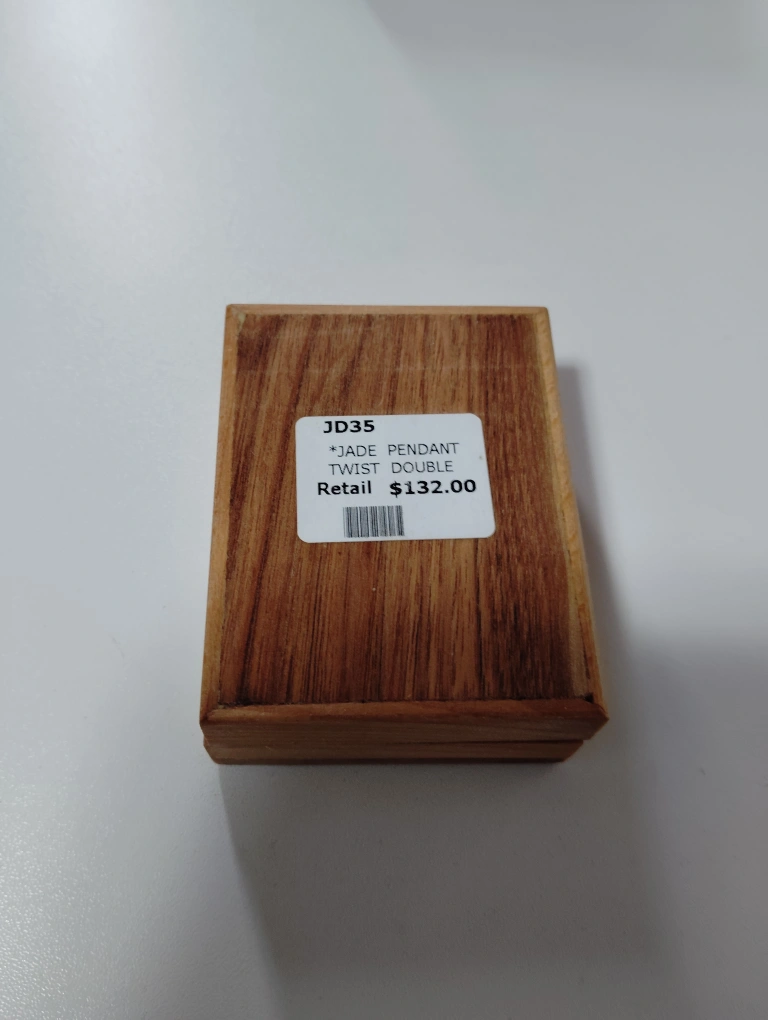 JD35
*JADE PENDANT
TWIST DOUBLE
Retail $132.00